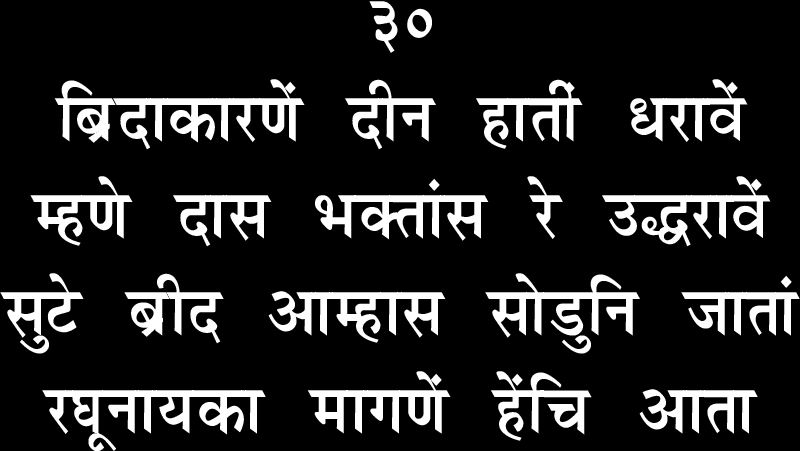 ३०
ब्रिदाकारणें दीन हातीं धरावें
म्हणे दास भक्तांस रे उद्धरावें
सुटे ब्रीद आम्हास सोडुनि जातां
रघूनायका मागणें हेंचि आता